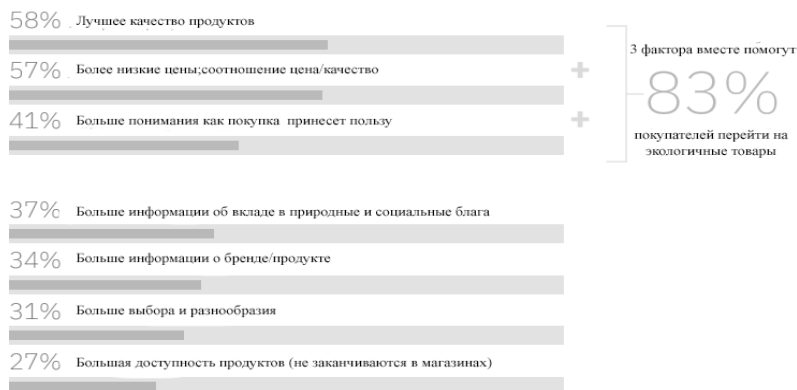 58% Лучшее качество продуктов
57% Более низкие цены;соотношение цена/качество
41% Больше понимания как покупка принесет пользу
+
+
3 фактора вместе помогут
83%
покупателей перейти на
экологичные товары
37% Больше информации об вкладе в природные и социальные блага
34% Больше информации о бренде/продукте
31% Больше выбора и разнообразия
27% Большая доступность продуктов (не заканчиваются в магазинах)